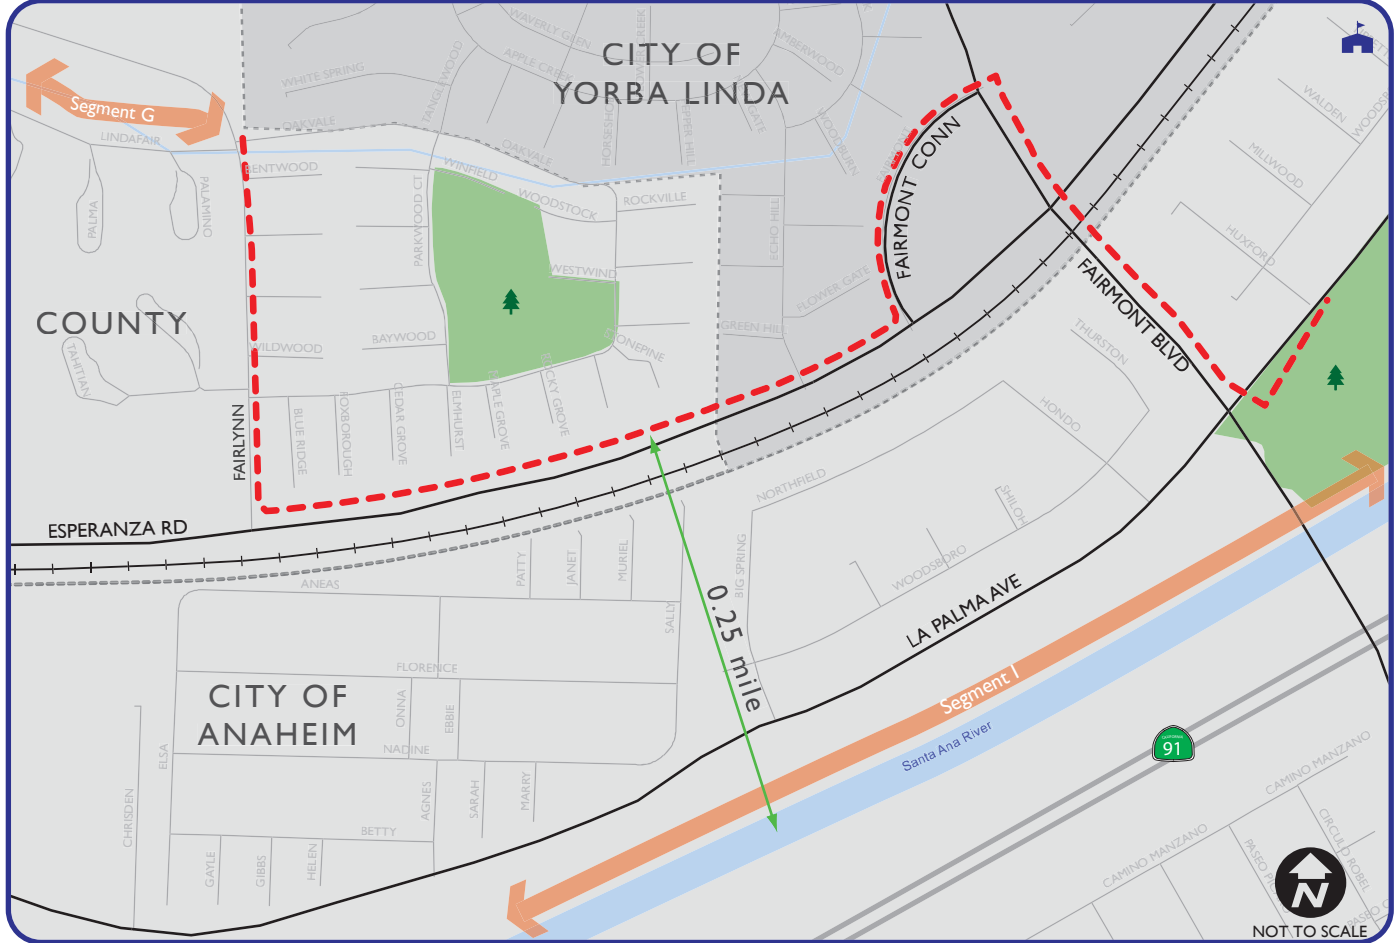 WAVERLY GLEN
AMBERWOOD
CITY OF
YORBA LINDA
APPLE CREEK
TANGLEWOOD
WHITE SPRING
WALDEN
Segment G
OAKVALE
LINDAFAIR
WOODBURN
FAIRMONT CONN
MILLWOOD
OAKVALE
BENTWOOD
WINFIELD
WOODSTOCK
ROCKVILLE
PALMA
PALAMINO
PARKWOOD CT
ECHO HILL
HUXFORD
WESTWIND
FLOWER GATE
FAIRMONT BLVD
COUNTY
GREEN HILL
STONEPINE
THURSTON
BAYWOOD
WILDWOOD
TAHITIAN
FAIRLYNN
BLUE RIDGE
FOXBOROUGH
CEDAR GROVE
ELMHURST
MAPLE GROVE
ROCKY GROVE
HONDO
NORTHFIELD
SHILOH
ESPERANZA RD
PATTY
JANET
MURIEL
BIG SPRING
WOODSBORO
ANEAS
SALLY
0.25 mile
LA PALMA AVE
FLORENCE
CITY OF
ANAHEIM
ONNA
EBBIE
NADINE
Segment I
Santa Ana River
CALIFORNIA
91
ELSA
CHRISDEN
AGNES
SARAH
MARRY
BETTY
GAYLE
GIBBS
HELEN
CAMINO MANZANO
CAMINO MANZANO
CIRCULO ROBEL
N
NOT TO SCALE